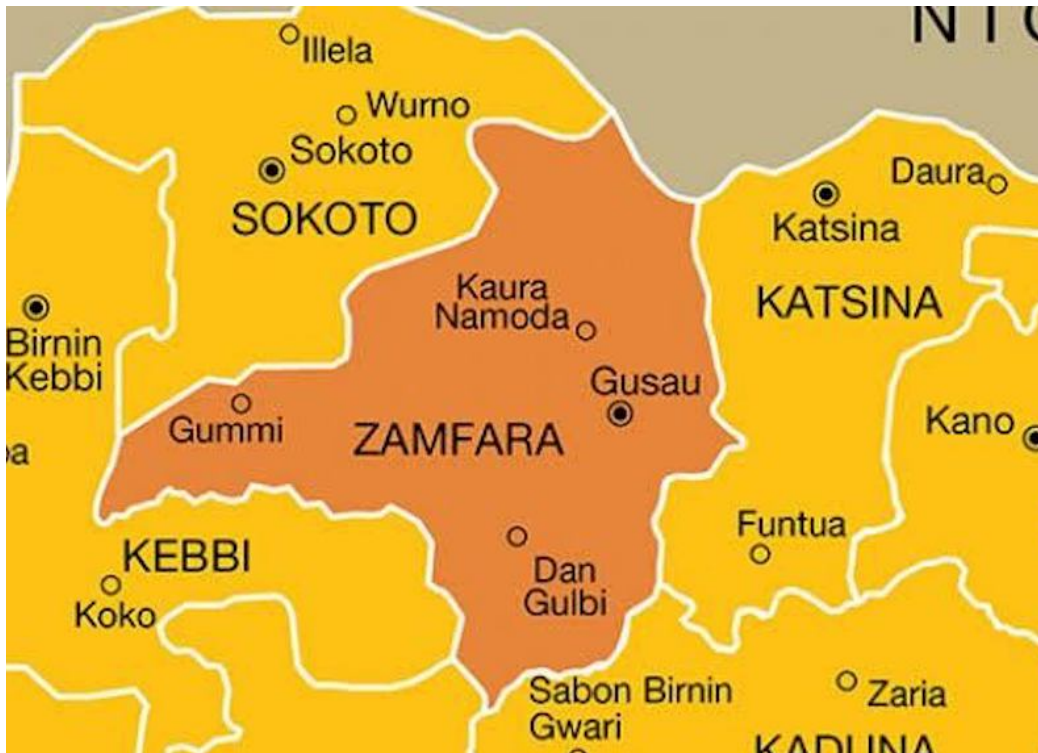 Illela
Wurno
Sokoto
SOKOTO
Daura
Katsina
KATSINA
Kaura
Namoda
Birnin
Kebbi
Gusau
Gummi
ZAMFARA
Kano
KEBBI
Koko
Funtua
Dan
Gulbi
Sabon Birnin
Gwari
Zaria
KADUNA